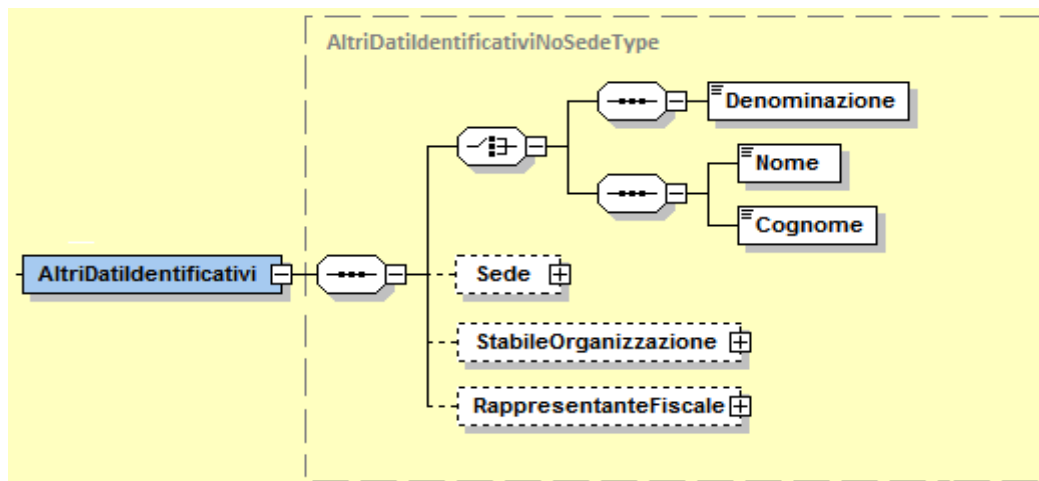 AltriDatiIdentificativiNoSedeType
Denominazione
Nome
Cognome
AltriDatiIdentificativi
Sede
StabileOrganizzazione
RappresentanteFiscale